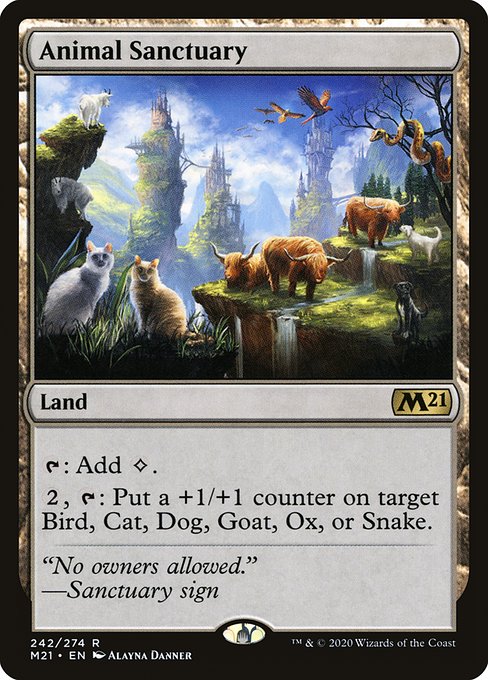 Animal Sanctuary
Land
M21
: Add .
2, : Put a +1/+1 counter on target
Bird, Cat, Dog, Goat, Ox, or Snake.
“No owners allowed.”
—Sanctuary sign
242/274 R
M21 • EN Alayna Danner
™ & © 2020 Wizards of the Coast